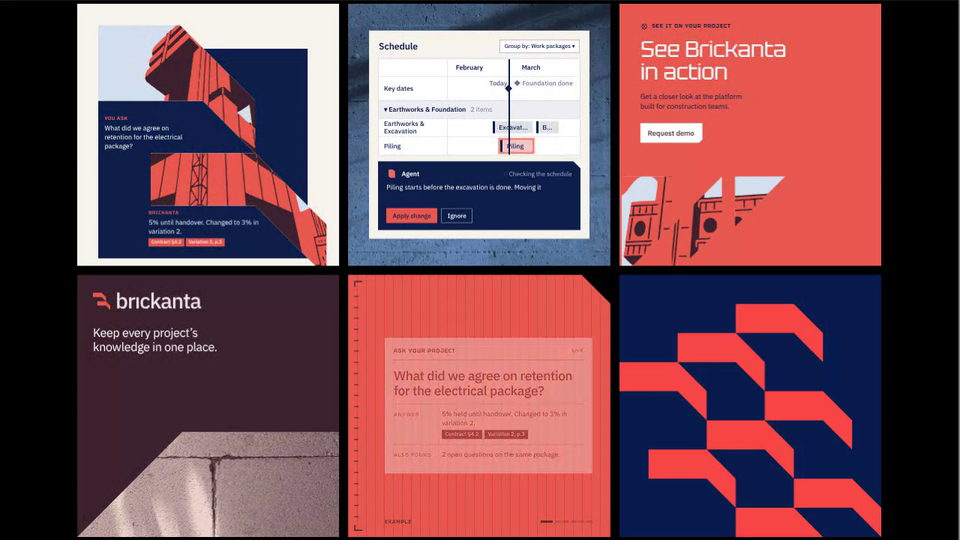 YOU ASK
What did we agree on
retention for the electrical
package?
BRICKANTA
5% until handover. Changed to 3% in
variation 2.
Contract §4.2
Variation 2, p.3
Schedule
Group by: Work packages ▾
February
March
Key dates
Today
Foundation done
▾ Earthworks & Foundation 2 items
Earthworks &
Excavation
Excavat...
B...
Piling
Piling
Agent
Checking the schedule
Piling starts before the excavation is done. Moving it
Apply change
Ignore
SEE IT ON YOUR PROJECT
See Brickanta
in action
Get a closer look at the platform
built for construction teams.
Request demo
brickanta
Keep every project's
knowledge in one place.
ASK YOUR PROJECT
LIVE
What did we agree on retention
for the electrical package?
ANSWER
5% held until handover. Changed to 3% in
variation 2.
Contract §4.2
Variation 2, p.3
ALSO FOUND
2 open questions on the same package.
EXAMPLE